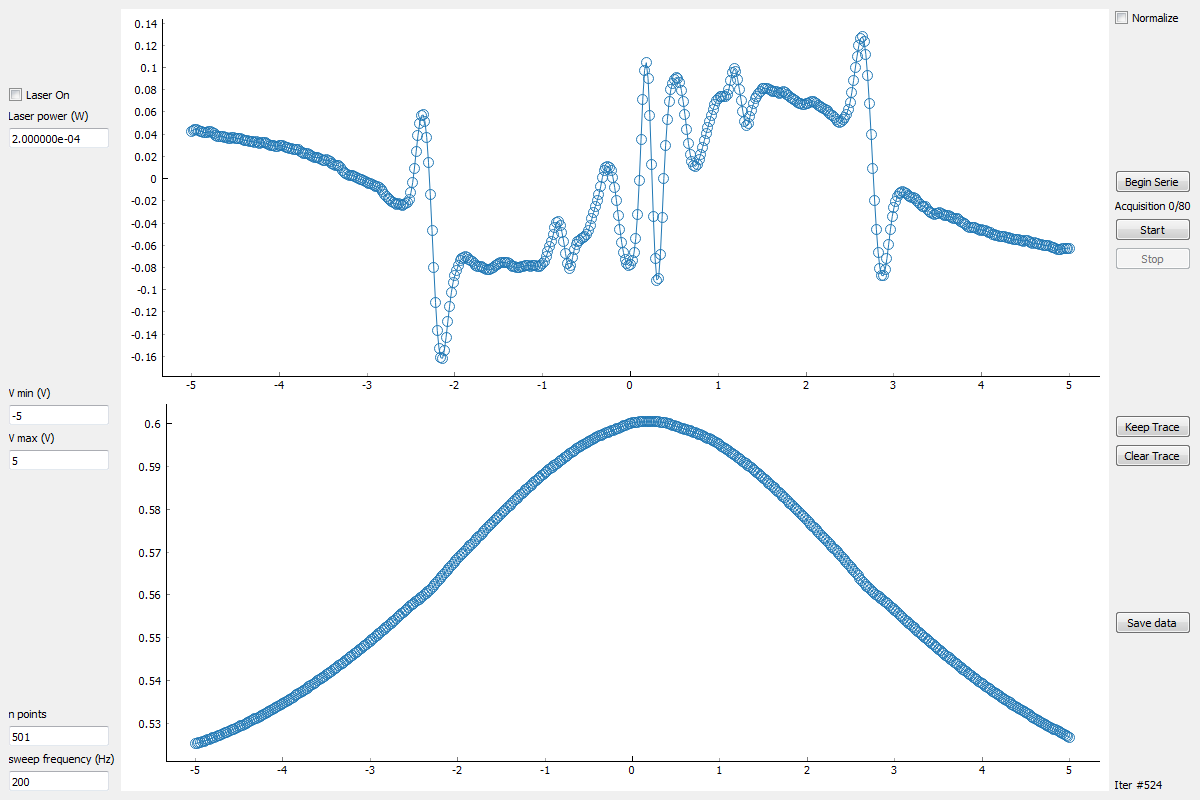 Laser On
Laser power (W)
2.000000e-04
V min (V)
-5
V max (V)
5
n points
501
sweep frequency (Hz)
200
0.14
0.12
0.1
0.08
0.06
0.04
0.02
0
-0.02
-0.04
-0.06
-0.08
-0.1
-0.12
-0.14
-0.16
-5 -4 -3 -2 -1 0 1 2 3 4 5
0.6
0.59
0.58
0.57
0.56
0.55
0.54
0.53
-5 -4 -3 -2 -1 0 1 2 3 4 5
Normalize
Begin Serie
Acquisition 0/80
Start
Stop
Keep Trace
Clear Trace
Save data
Iter #524